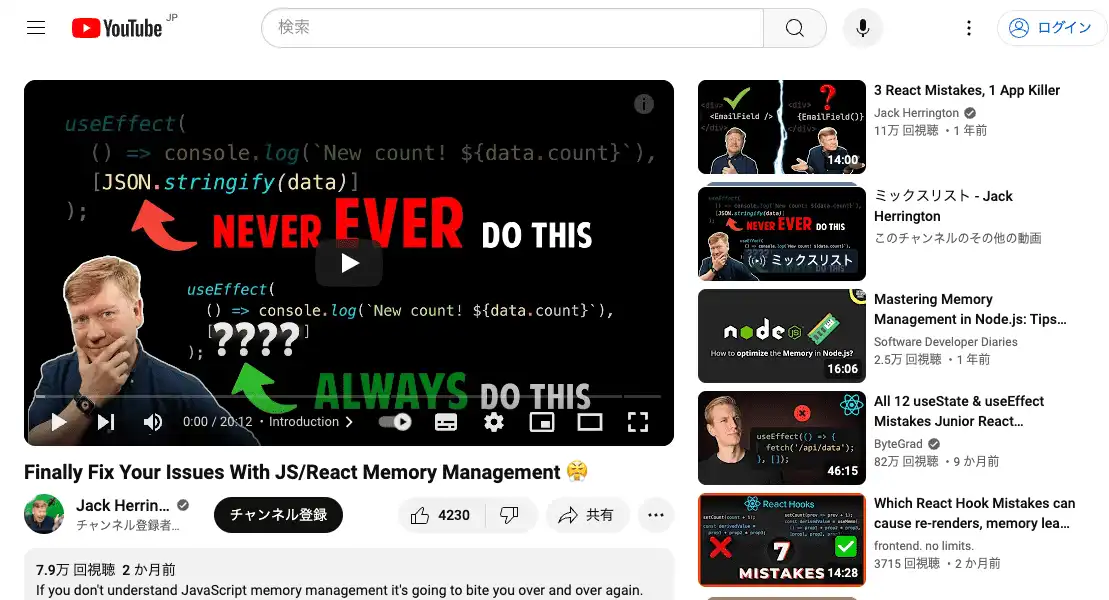 YouTube JP
検索
ログイン
useEffect(
() => console.log(`New count! ${data.count}`),
[JSON.stringify(data)]
);
NEVER EVER DO THIS
useEffect(
() => console.log(`New count! ${data.count}`),
[????]
);
ALWAYS DO THIS
0:00 / 20:12 • Introduction
Finally Fix Your Issues With JS/React Memory Management 😤
Jack Herrin…
チャンネル登録者…
チャンネル登録
4230
共有
7.9万 回視聴 2 か月前
If you don't understand JavaScript memory management it's going to bite you over and over again.
<div>
<EmailField />
</div>
<div>
{EmailField()}
</div>
?
14:00
3 React Mistakes, 1 App Killer
Jack Herrington
11万 回視聴 • 1 年前
useEffect(
() => console.log(`New count! ${data.count}`),
[JSON.stringify(data)]
NEVER EVER DO THIS
useEffect(
ミックスリスト
ミックスリスト - Jack
Herrington
このチャンネルのその他の動画
node JS
How to optimize the Memory in Node.js?
16:06
Mastering Memory
Management in Node.js: Tips…
Software Developer Diaries
2.5万 回視聴 • 1 年前
useEffect(() => {
fetch('/api/data');
}, []);
46:15
All 12 useState & useEffect
Mistakes Junior React…
ByteGrad
82万 回視聴 • 9 か月前
React Hooks
7
MISTAKES
14:28
Which React Hook Mistakes can
cause re-renders, memory lea…
frontend. no limits.
3715 回視聴 • 2 か月前